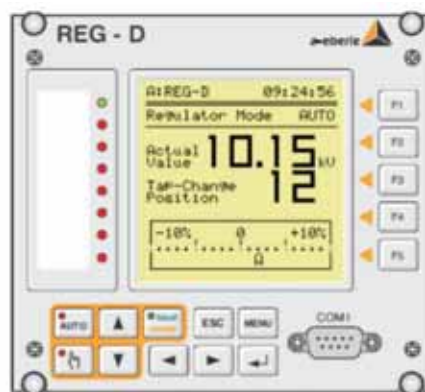 REG - D
a-eberle
A:REG-D 09:24:56
Regulator Mode AUTO
Actual
Value 10.15 kV
Tap-Change
Position 12
-10% 0 +10%
F1
F2
F3
F4
F5
AUTO
ESC
MENU
COM1